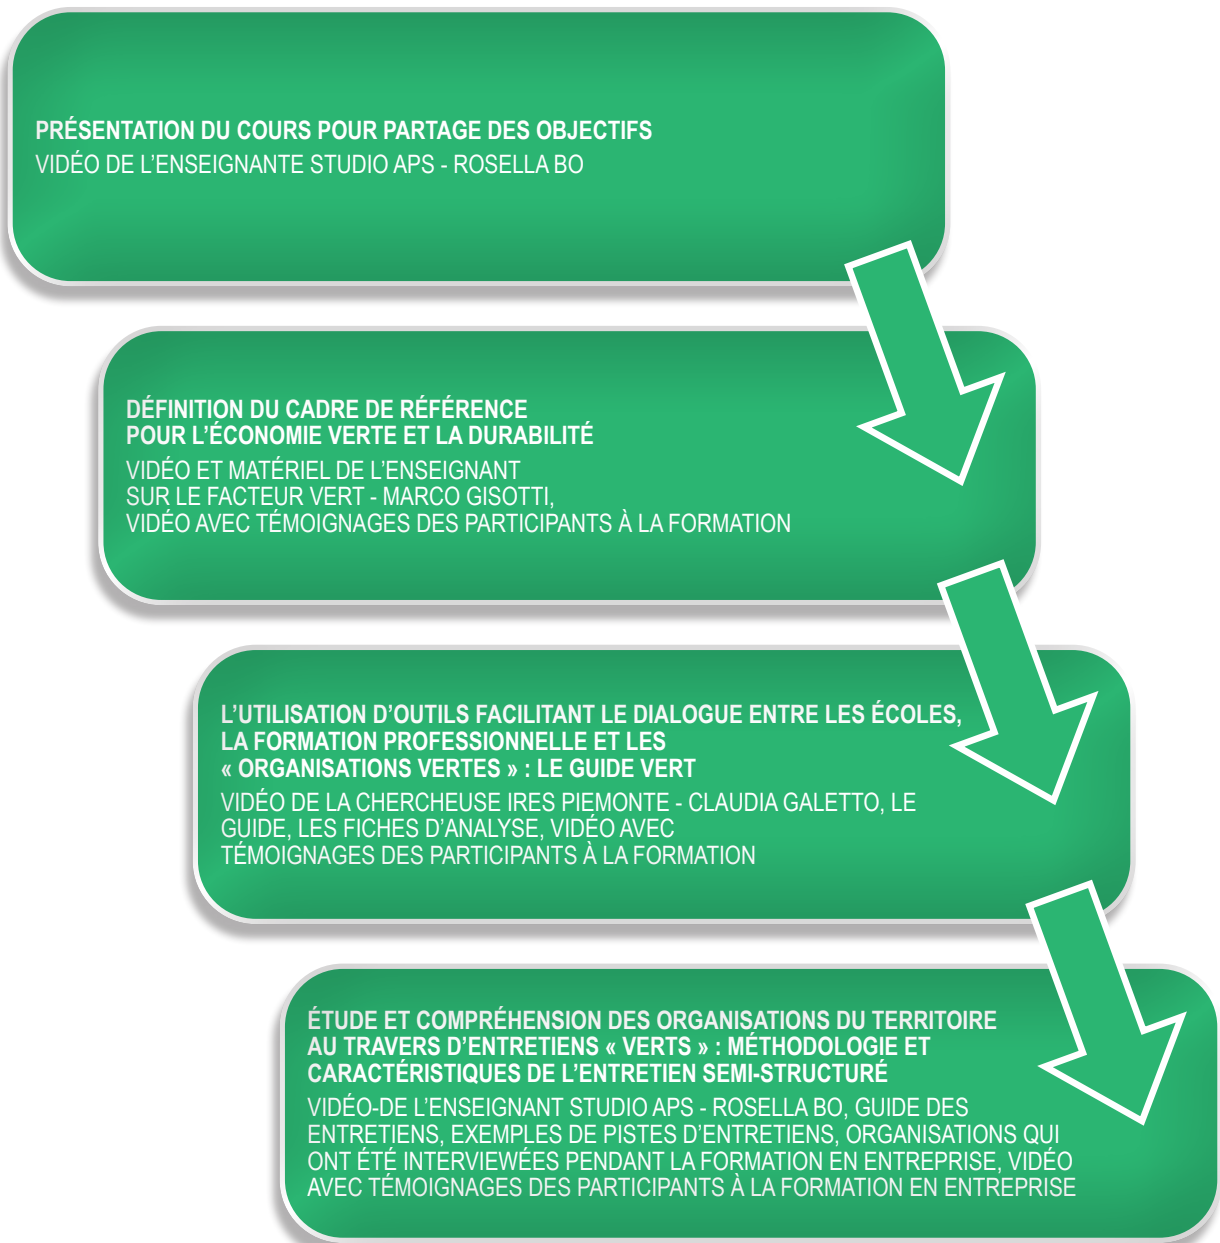 PRÉSENTATION DU COURS POUR PARTAGE DES OBJECTIFS
VIDÉO DE L’ENSEIGNANTE STUDIO APS - ROSELLA BO
DÉFINITION DU CADRE DE RÉFÉRENCE
POUR L’ÉCONOMIE VERTE ET LA DURABILITÉ
VIDÉO ET MATÉRIEL DE L’ENSEIGNANT
SUR LE FACTEUR VERT - MARCO GISOTTI,
VIDÉO AVEC TÉMOIGNAGES DES PARTICIPANTS À LA FORMATION
L’UTILISATION D’OUTILS FACILITANT LE DIALOGUE ENTRE LES ÉCOLES,
LA FORMATION PROFESSIONNELLE ET LES
« ORGANISATIONS VERTES » : LE GUIDE VERT
VIDÉO DE LA CHERCHEUSE IRES PIEMONTE - CLAUDIA GALETTO, LE
GUIDE, LES FICHES D’ANALYSE, VIDÉO AVEC
TÉMOIGNAGES DES PARTICIPANTS À LA FORMATION
ÉTUDE ET COMPRÉHENSION DES ORGANISATIONS DU TERRITOIRE
AU TRAVERS D’ENTRETIENS « VERTS » : MÉTHODOLOGIE ET
CARACTÉRISTIQUES DE L’ENTRETIEN SEMI-STRUCTURÉ
VIDÉO-DE L’ENSEIGNANT STUDIO APS - ROSELLA BO, GUIDE DES
ENTRETIENS, EXEMPLES DE PISTES D’ENTRETIENS, ORGANISATIONS QUI
ONT ÉTÉ INTERVIEWÉES PENDANT LA FORMATION EN ENTREPRISE, VIDÉO
AVEC TÉMOIGNAGES DES PARTICIPANTS À LA FORMATION EN ENTREPRISE